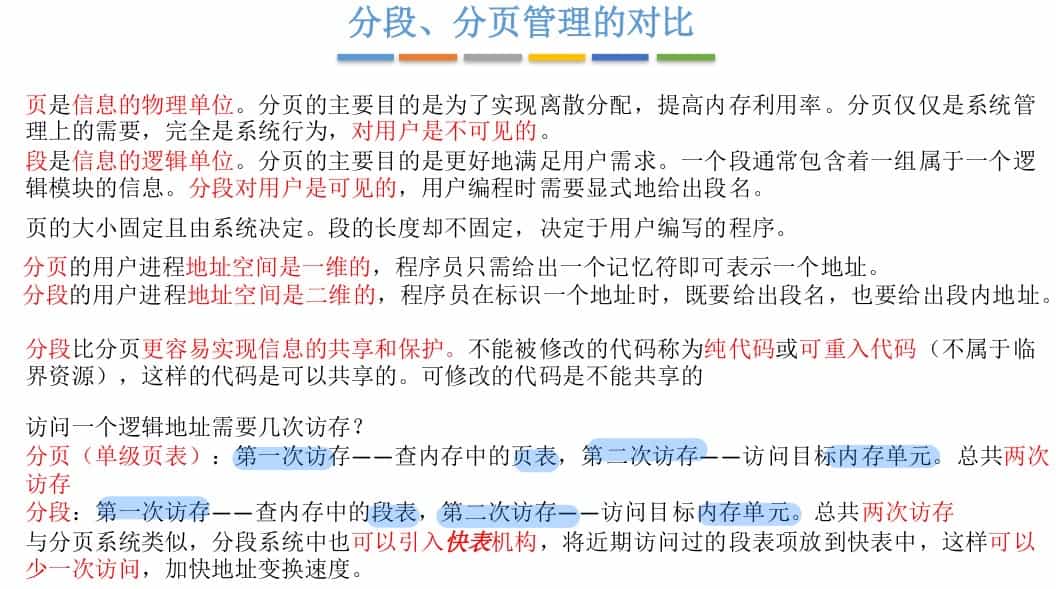 分段、分页管理的对比
页是信息的物理单位。分页的主要目的是为了实现离散分配，提高内存利用率。分页仅仅是系统管
理上的需要，完全是系统行为，对用户是不可见的。
段是信息的逻辑单位。分页的主要目的是更好地满足用户需求。一个段通常包含着一组属于一个逻
辑模块的信息。分段对用户是可见的，用户编程时需要显式地给出段名。
页的大小固定且由系统决定。段的长度却不固定，决定于用户编写的程序。
分页的用户进程地址空间是一维的，程序员只需给出一个记忆符即可表示一个地址。
分段的用户进程地址空间是二维的，程序员在标识一个地址时，既要给出段名，也要给出段内地址。
分段比分页更容易实现信息的共享和保护。不能被修改的代码称为纯代码或可重入代码（不属于临
界资源），这样的代码是可以共享的。可修改的代码是不能共享的
访问一个逻辑地址需要几次访存？
分页（单级页表）：第一次访存——查内存中的页表，第二次访存——访问目标内存单元。总共两次
访存
分段：第一次访存——查内存中的段表，第二次访存——访问目标内存单元。总共两次访存
与分页系统类似，分段系统中也可以引入快表机构，将近期访问过的段表项放到快表中，这样可以
少一次访问，加快地址变换速度。